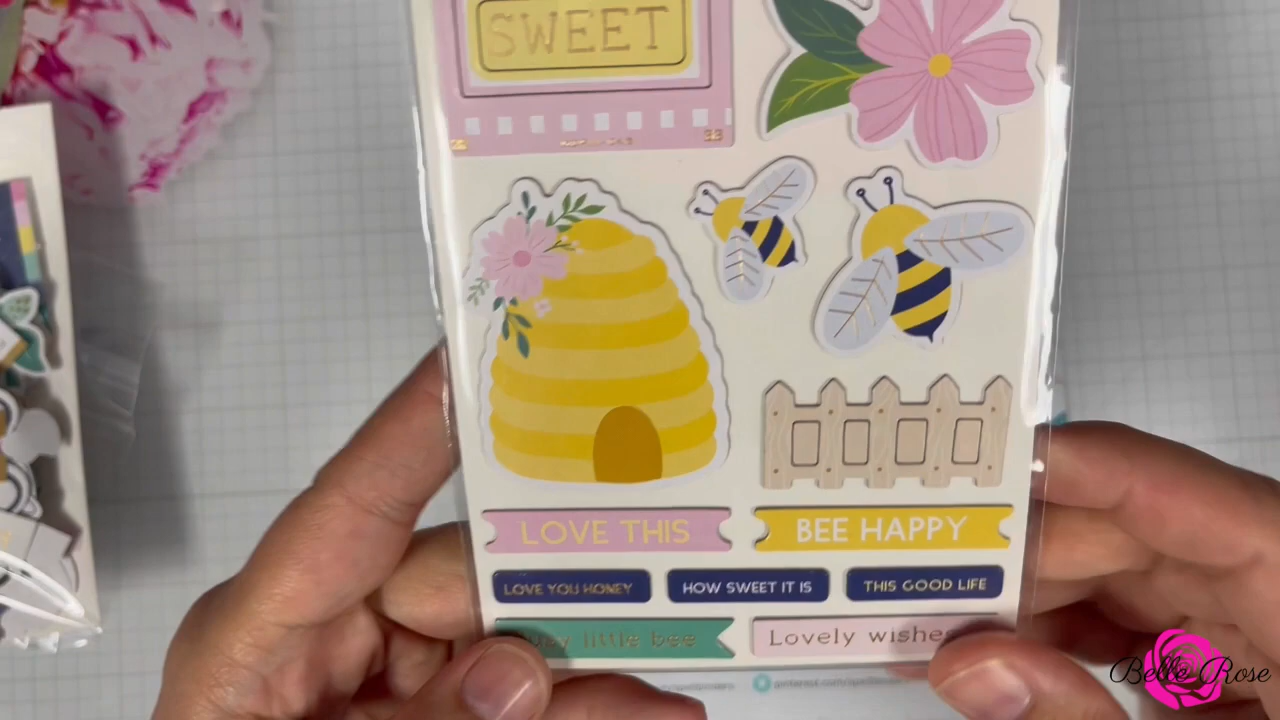 SWEET
LOVE THIS
BEE HAPPY
LOVE YOU HONEY
HOW SWEET IT IS
THIS GOOD LIFE
little bee
Lovely wishes
Belle Rose